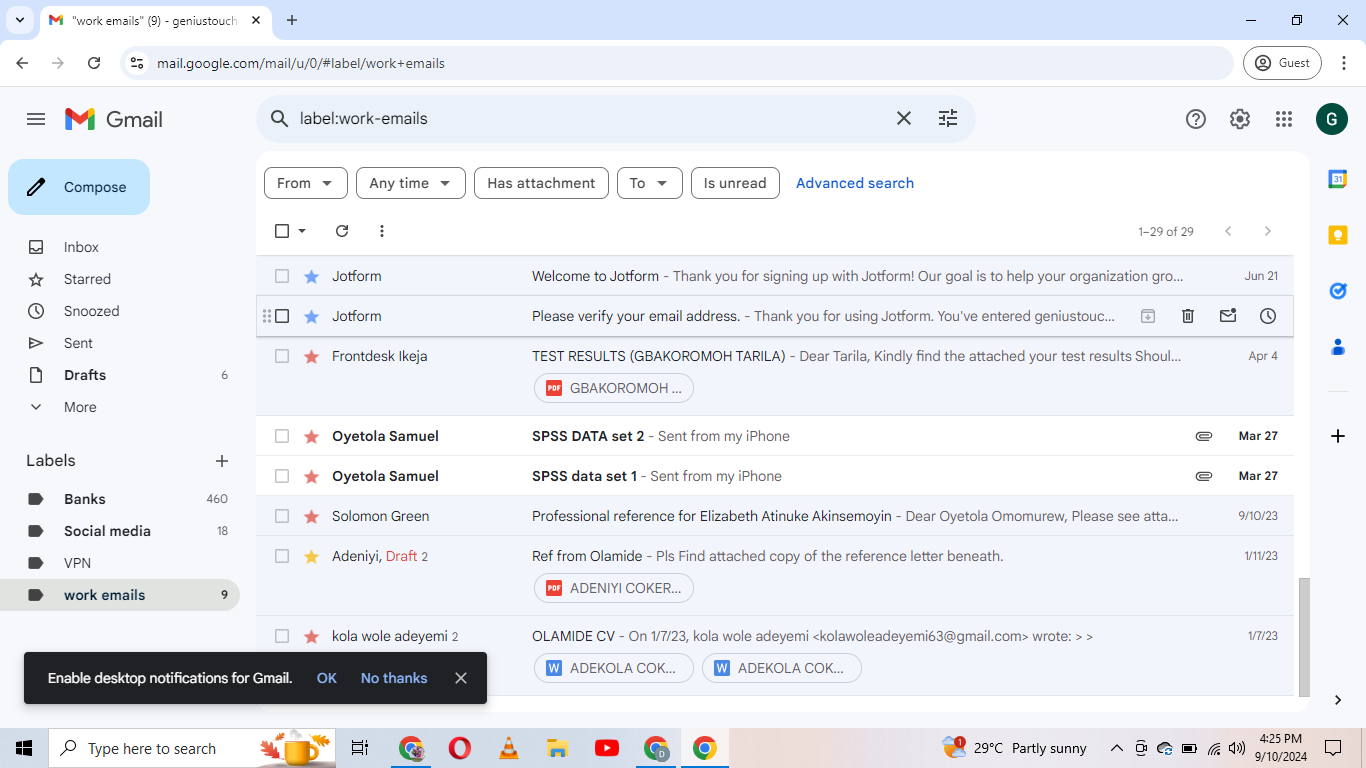 "work emails" (9) - geniustouch
mail.google.com/mail/u/0/#label/work+emails
Guest
Gmail
label:work-emails
G
Compose
From
Any time
Has attachment
To
Is unread
Advanced search
1–29 of 29
Inbox
Starred
Snoozed
Sent
Drafts 6
More
Labels
Banks 460
Social media 18
VPN
work emails 9
Jotform Welcome to Jotform - Thank you for signing up with Jotform! Our goal is to help your organization gro... Jun 21
Jotform Please verify your email address. - Thank you for using Jotform. You've entered geniustouc...
Frontdesk Ikeja TEST RESULTS (GBAKOROMOH TARILA) - Dear Tarila, Kindly find the attached your test results Shoul... Apr 4
PDF GBAKOROMOH ...
Oyetola Samuel SPSS DATA set 2 - Sent from my iPhone Mar 27
Oyetola Samuel SPSS data set 1 - Sent from my iPhone Mar 27
Solomon Green Professional reference for Elizabeth Atinuke Akinsemoyin - Dear Oyetola Omomurew, Please see atta... 9/10/23
Adeniyi, Draft 2 Ref from Olamide - Pls Find attached copy of the reference letter beneath. 1/11/23
PDF ADENIYI COKER...
kola wole adeyemi 2 OLAMIDE CV - On 1/7/23, kola wole adeyemi <kolawoleadeyemi63@gmail.com> wrote: > > 1/7/23
W ADEKOLA COK... W ADEKOLA COK...
31
Enable desktop notifications for Gmail. OK No thanks
Type here to search
D
1
29°C Partly sunny
4:25 PM
9/10/2024